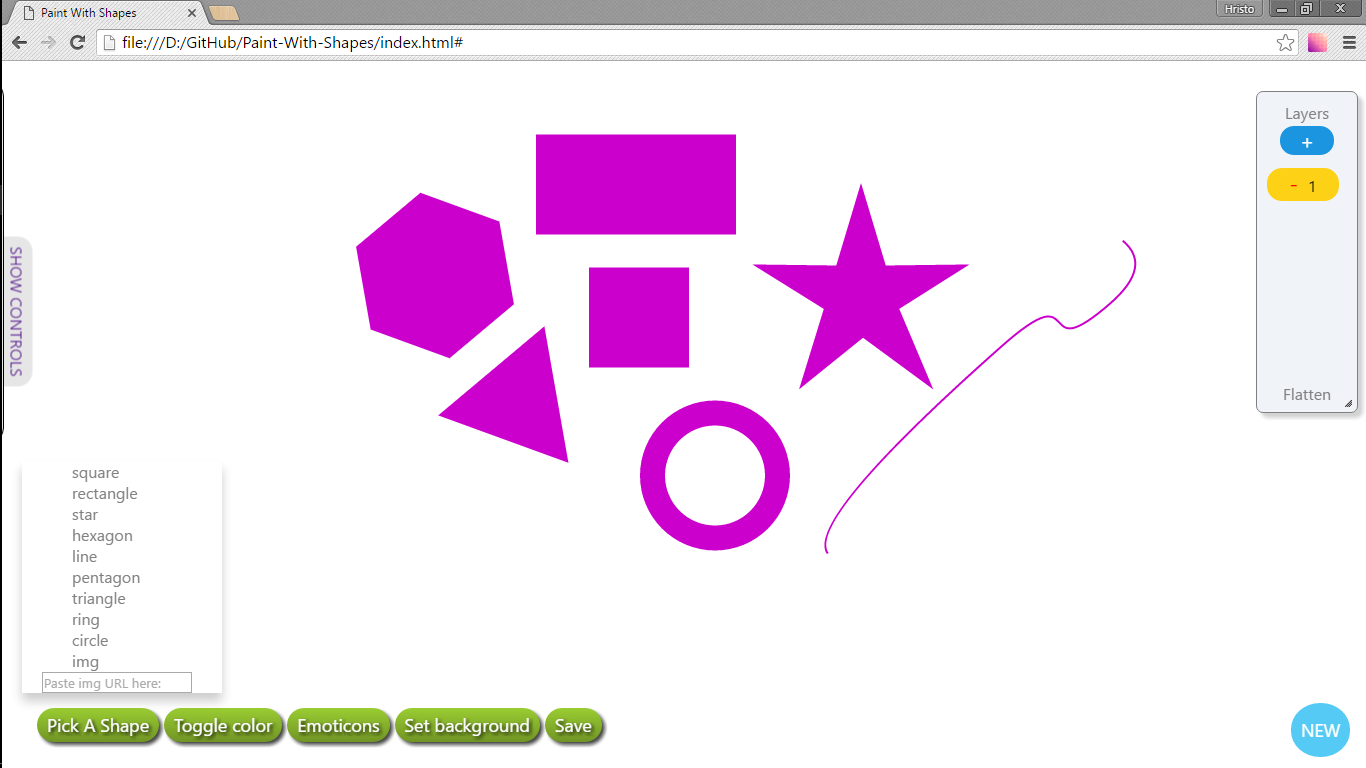 Paint With Shapes
Hristo
file:///D:/GitHub/Paint-With-Shapes/index.html#
Layers
+
- 1
Flatten
SHOW CONTROLS
square
rectangle
star
hexagon
line
pentagon
triangle
ring
circle
img
Paste img URL here:
Pick A Shape
Toggle color
Emoticons
Set background
Save
NEW